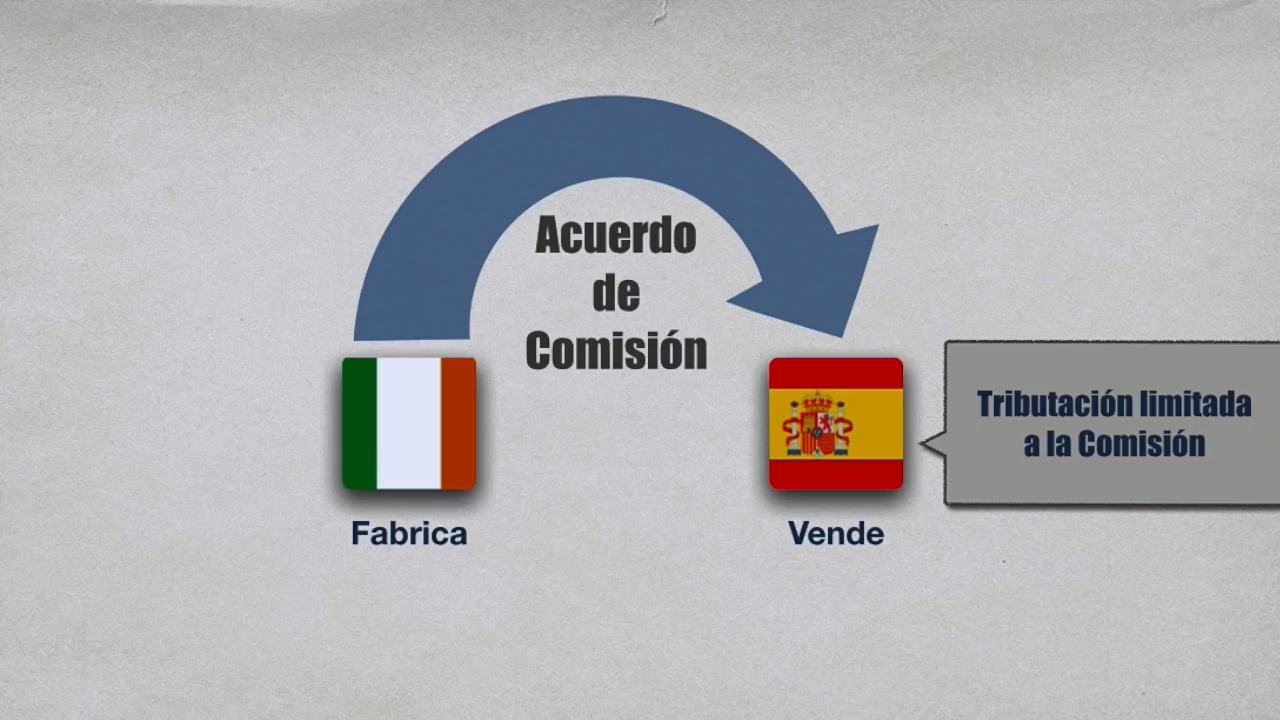 Acuerdo
de
Comisión
Tributación limitada
a la Comisión
Fabrica
Vende